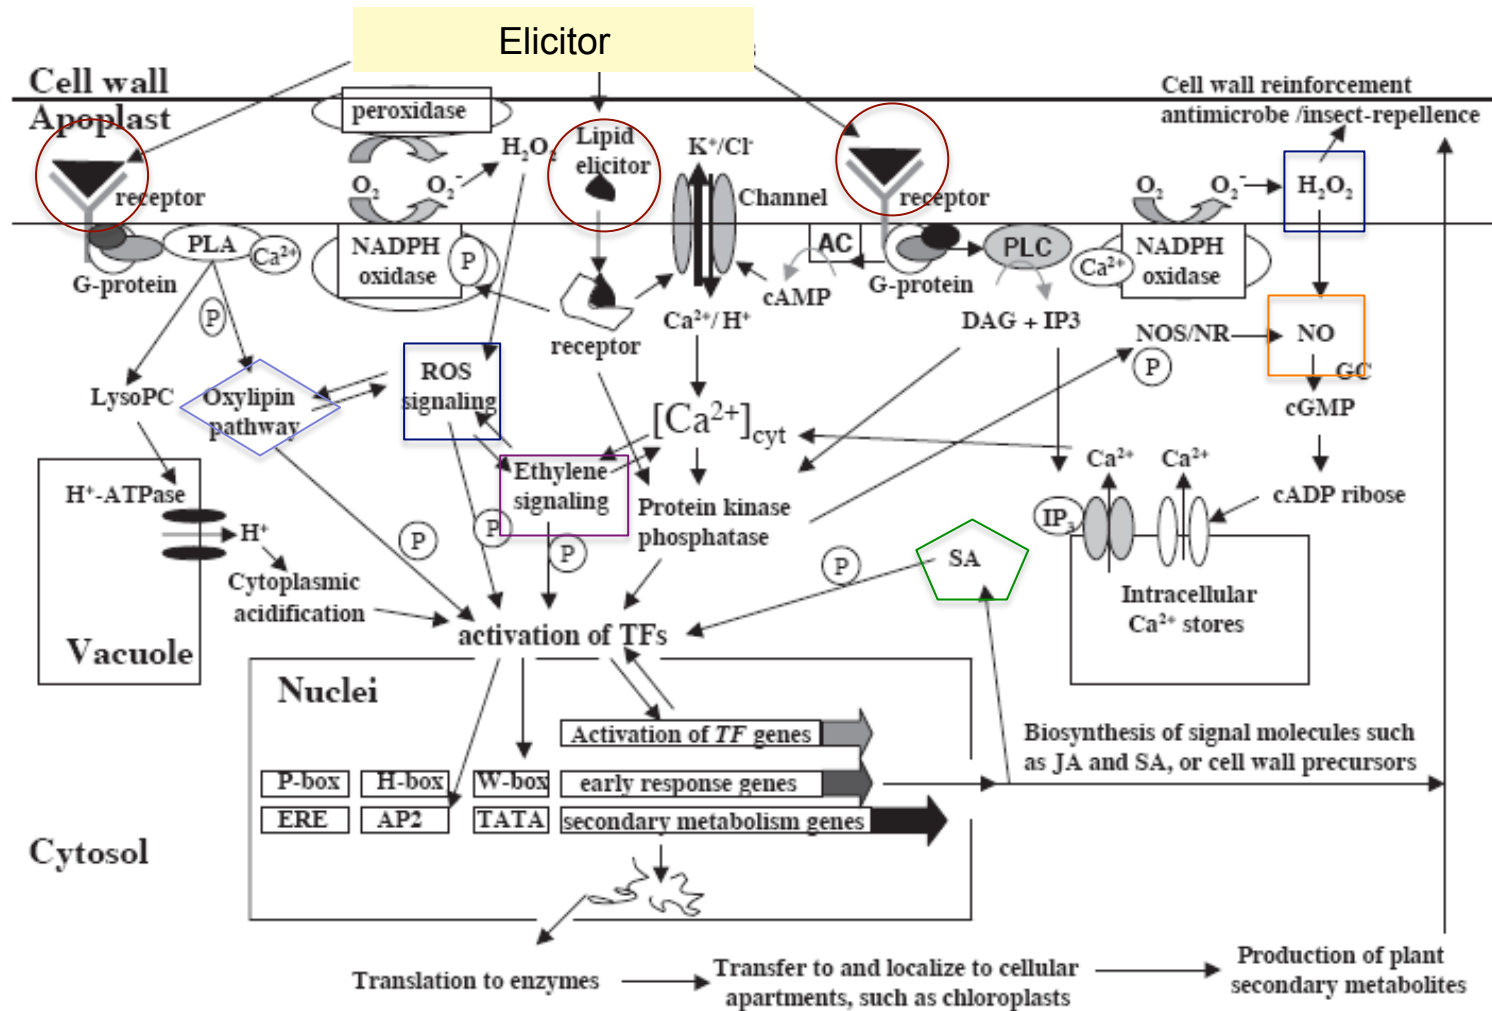 Elicitor
Cell wall
Apoplast
peroxidase
Cell wall reinforcement
antimicrobe /insect-repellence
H₂O₂
Lipid
elicitor
K⁺/Cl⁻
receptor
O₂
O₂⁻
Channel
receptor
O₂
O₂⁻
H₂O₂
G-protein
PLA
Ca²⁺
NADPH
oxidase
P
AC
cAMP
G-protein
PLC
Ca²⁺
NADPH
oxidase
P
receptor
Ca²⁺/ H⁺
DAG + IP3
NOS/NR
P
NO
GC
cGMP
LysoPC
Oxylipin
pathway
ROS
signaling
[Ca²⁺]cyt
Ca²⁺
Ca²⁺
cADP ribose
H⁺-ATPase
H⁺
Ethylene
signaling
Protein kinase
phosphatase
IP₃
P
P
P
P
SA
Cytoplasmic
acidification
Intracellular
Ca²⁺ stores
Vacuole
activation of TFs
Nuclei
Activation of TF genes
Biosynthesis of signal molecules such
as JA and SA, or cell wall precursors
P-box
H-box
W-box
early response genes
ERE
AP2
TATA
secondary metabolism genes
Cytosol
Translation to enzymes
Transfer to and localize to cellular
apartments, such as chloroplasts
Production of plant
secondary metabolites